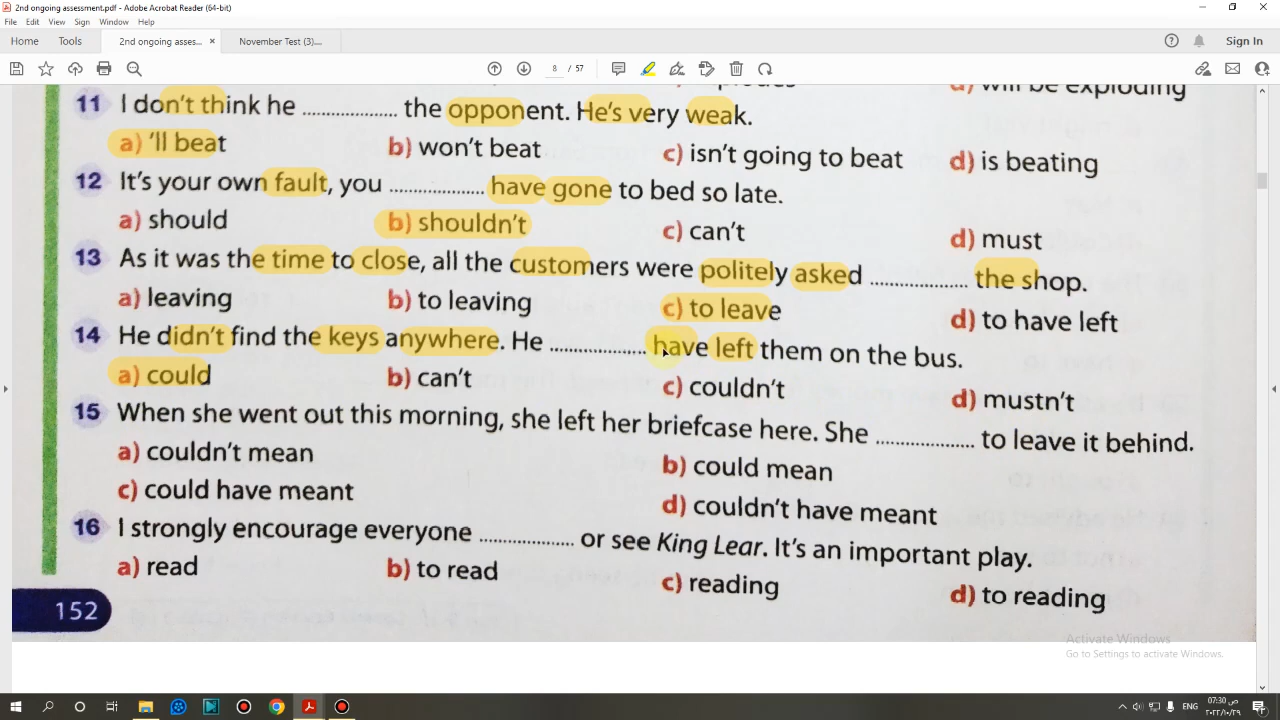 2nd ongoing assessment.pdf - Adobe Acrobat Reader (64-bit)
File Edit View Sign Window Help
Home Tools 2nd ongoing asses... × November Test (3).... Sign In
8 / 57
d) will be exploding
11 I don't think he .................. the opponent. He's very weak.
a) 'll beat b) won't beat c) isn't going to beat d) is beating
12 It's your own fault, you .................. have gone to bed so late.
a) should b) shouldn't c) can't d) must
13 As it was the time to close, all the customers were politely asked .................. the shop.
a) leaving b) to leaving c) to leave d) to have left
14 He didn't find the keys anywhere. He .................. have left them on the bus.
a) could b) can't c) couldn't d) mustn't
15 When she went out this morning, she left her briefcase here. She .................. to leave it behind.
a) couldn't mean b) could mean
c) could have meant d) couldn't have meant
16 I strongly encourage everyone .................. or see King Lear. It's an important play.
a) read b) to read c) reading d) to reading
152
Activate Windows
Go to Settings to activate Windows.
ENG 07:30 ص
٢٠٢٢/١٠/٢٩